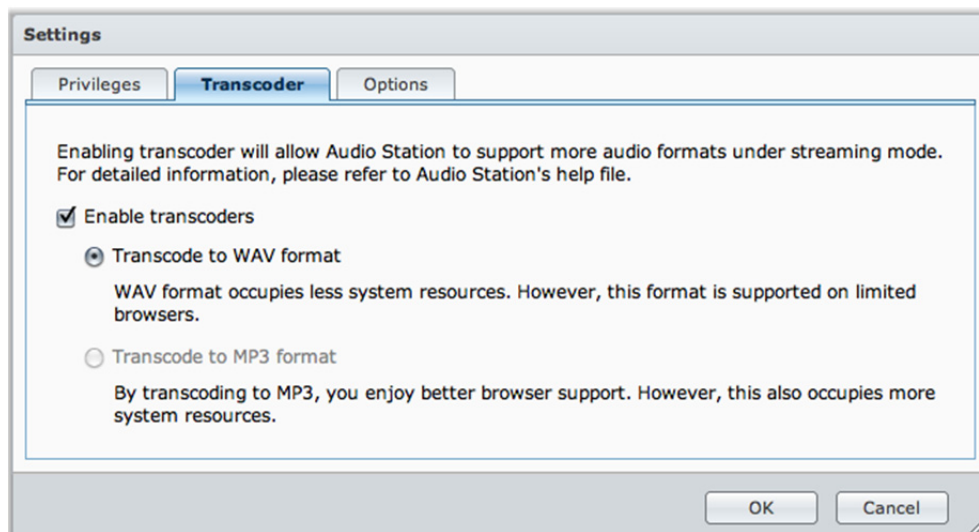 Settings
Privileges
Transcoder
Options
Enabling transcoder will allow Audio Station to support more audio formats under streaming mode.
For detailed information, please refer to Audio Station's help file.
Enable transcoders
Transcode to WAV format
WAV format occupies less system resources. However, this format is supported on limited
browsers.
Transcode to MP3 format
By transcoding to MP3, you enjoy better browser support. However, this also occupies more
system resources.
OK
Cancel